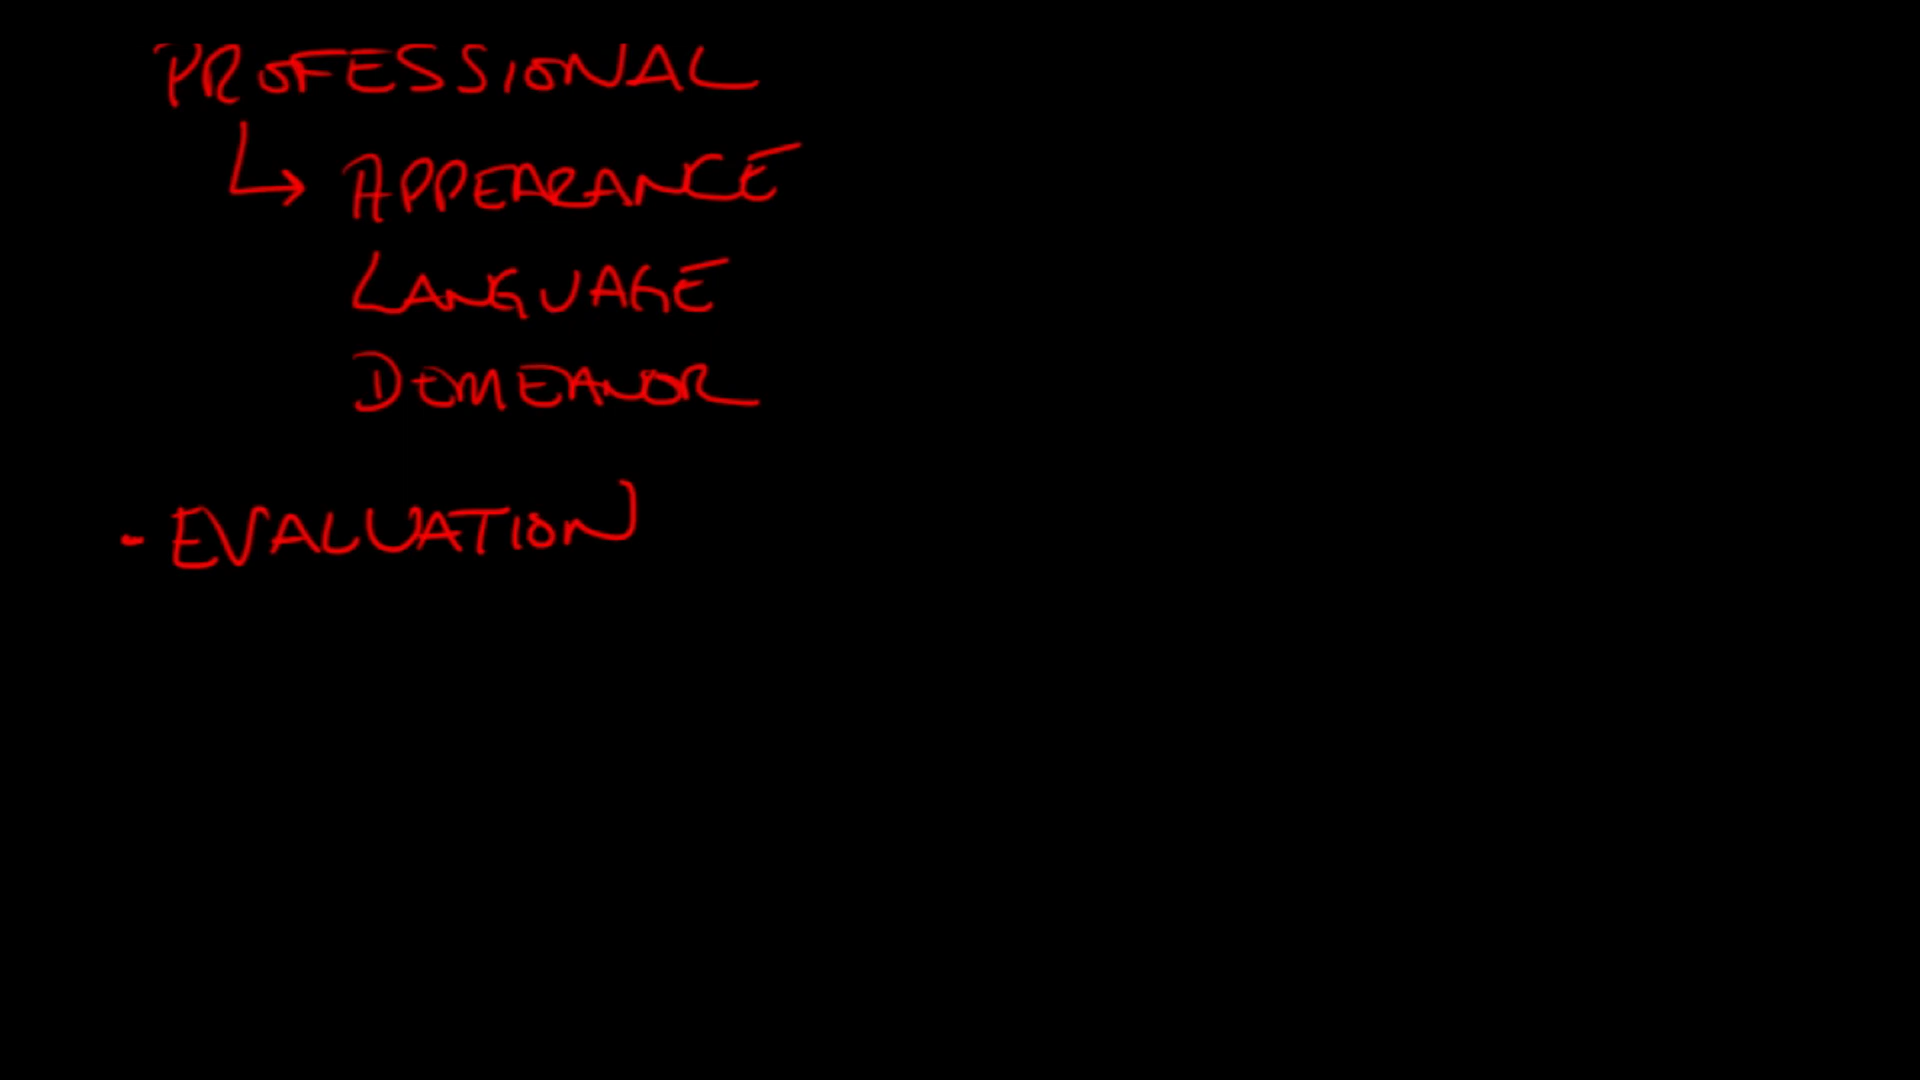 PROFESSIONAL
→ APPEARANCE
LANGUAGE
DEMEANOR
- EVALUATION